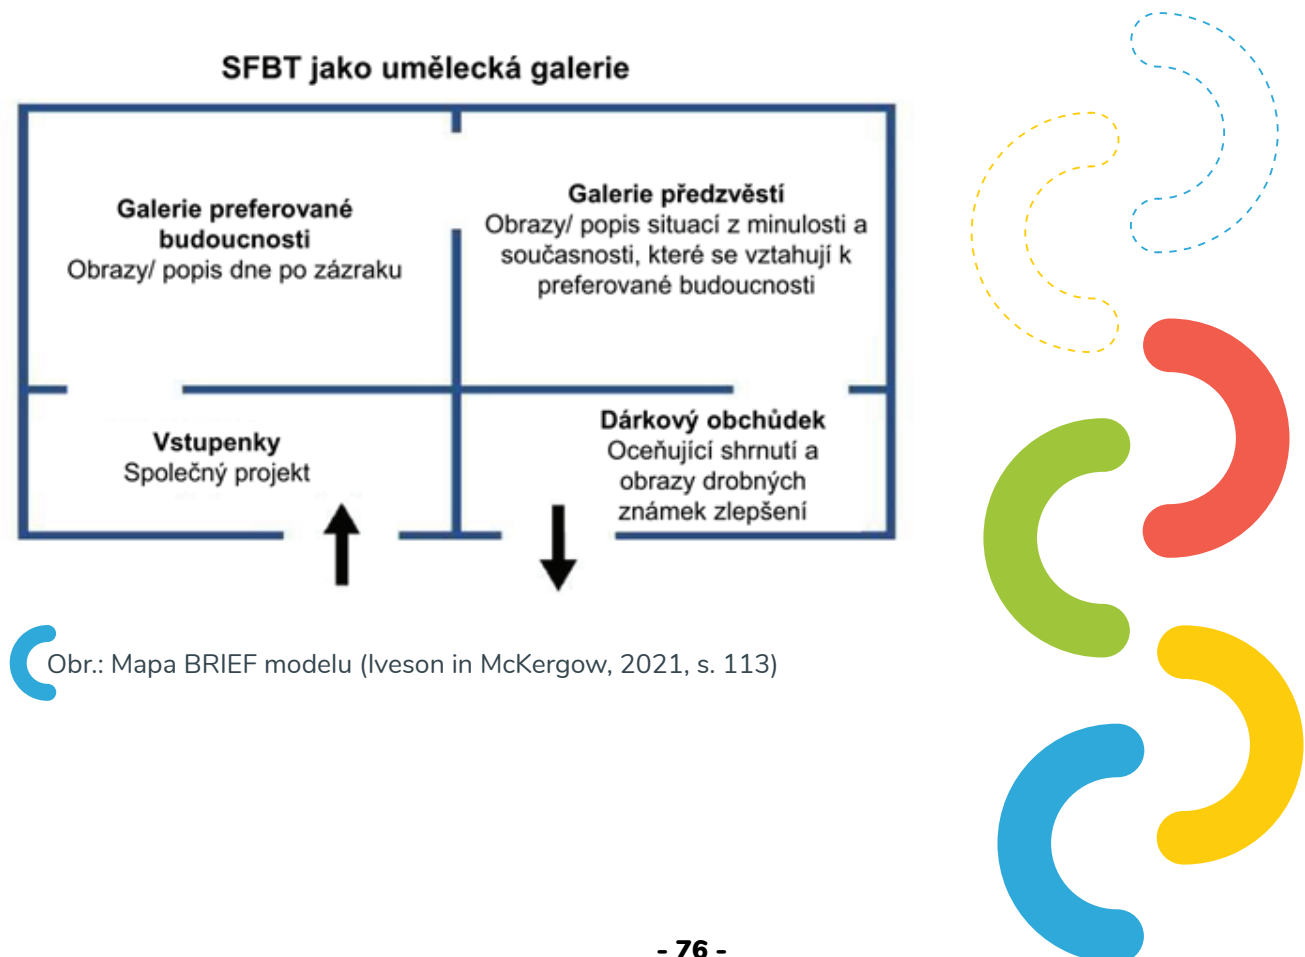 SFBT jako umělecká galerie
Galerie preferované
budoucnosti
Obrazy/ popis dne po zázraku
Galerie předzvěstí
Obrazy/ popis situací z minulosti a
současnosti, které se vztahují k
preferované budoucnosti
Vstupenky
Společný projekt
Dárkový obchůdek
Oceňující shrnutí a
obrazy drobných
známek zlepšení
Obr.: Mapa BRIEF modelu (Iveson in McKergow, 2021, s. 113)
- 76 -